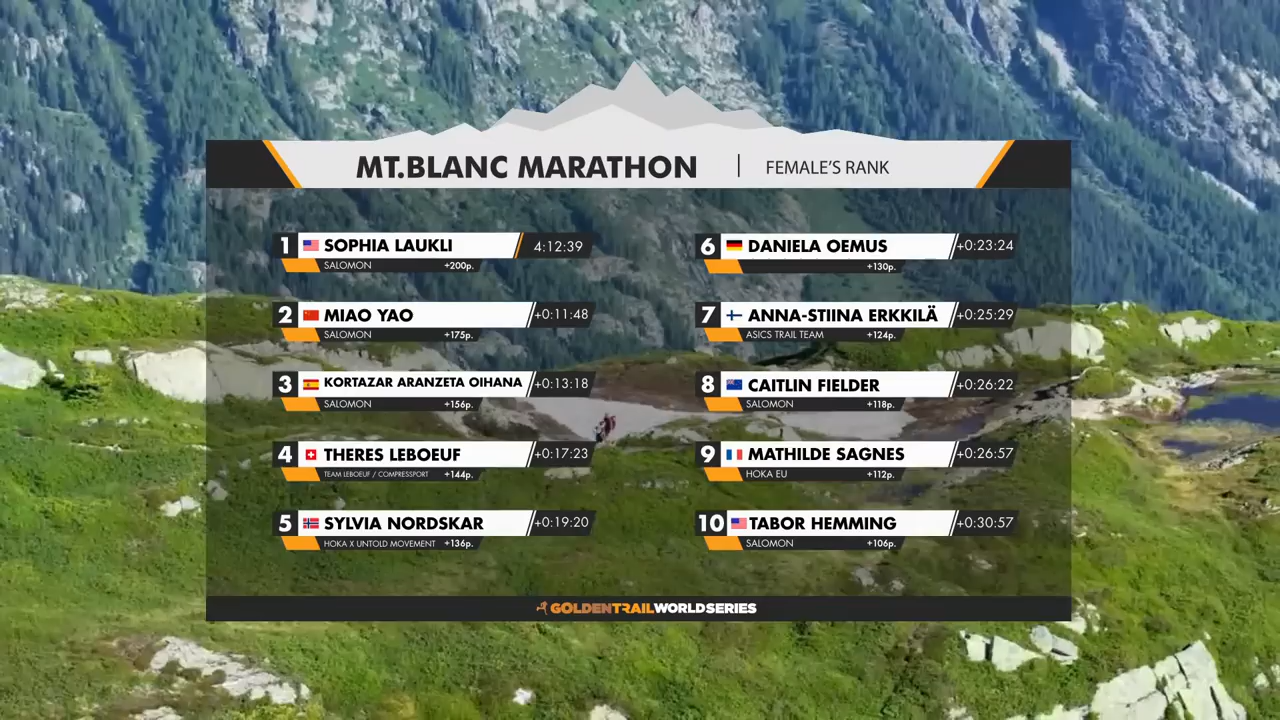 MT.BLANC MARATHON | FEMALE'S RANK
1 SOPHIA LAUKLI 4:12:39
SALOMON +200p.
2 MIAO YAO +0:11:48
SALOMON +175p.
3 KORTAZAR ARANZETA OIHANA +0:13:18
SALOMON +156p.
4 THERES LEBOEUF +0:17:23
TEAM LEBOEUF / COMPRESSPORT +144p.
5 SYLVIA NORDSKAR +0:19:20
HOKA X UNTOLD MOVEMENT +136p.
6 DANIELA OEMUS +0:23:24
+130p.
7 ANNA-STIINA ERKKILÄ +0:25:29
ASICS TRAIL TEAM +124p.
8 CAITLIN FIELDER +0:26:22
SALOMON +118p.
9 MATHILDE SAGNES +0:26:57
HOKA EU +112p.
10 TABOR HEMMING +0:30:57
SALOMON +106p.
GOLDENTRAILWORLDSERIES